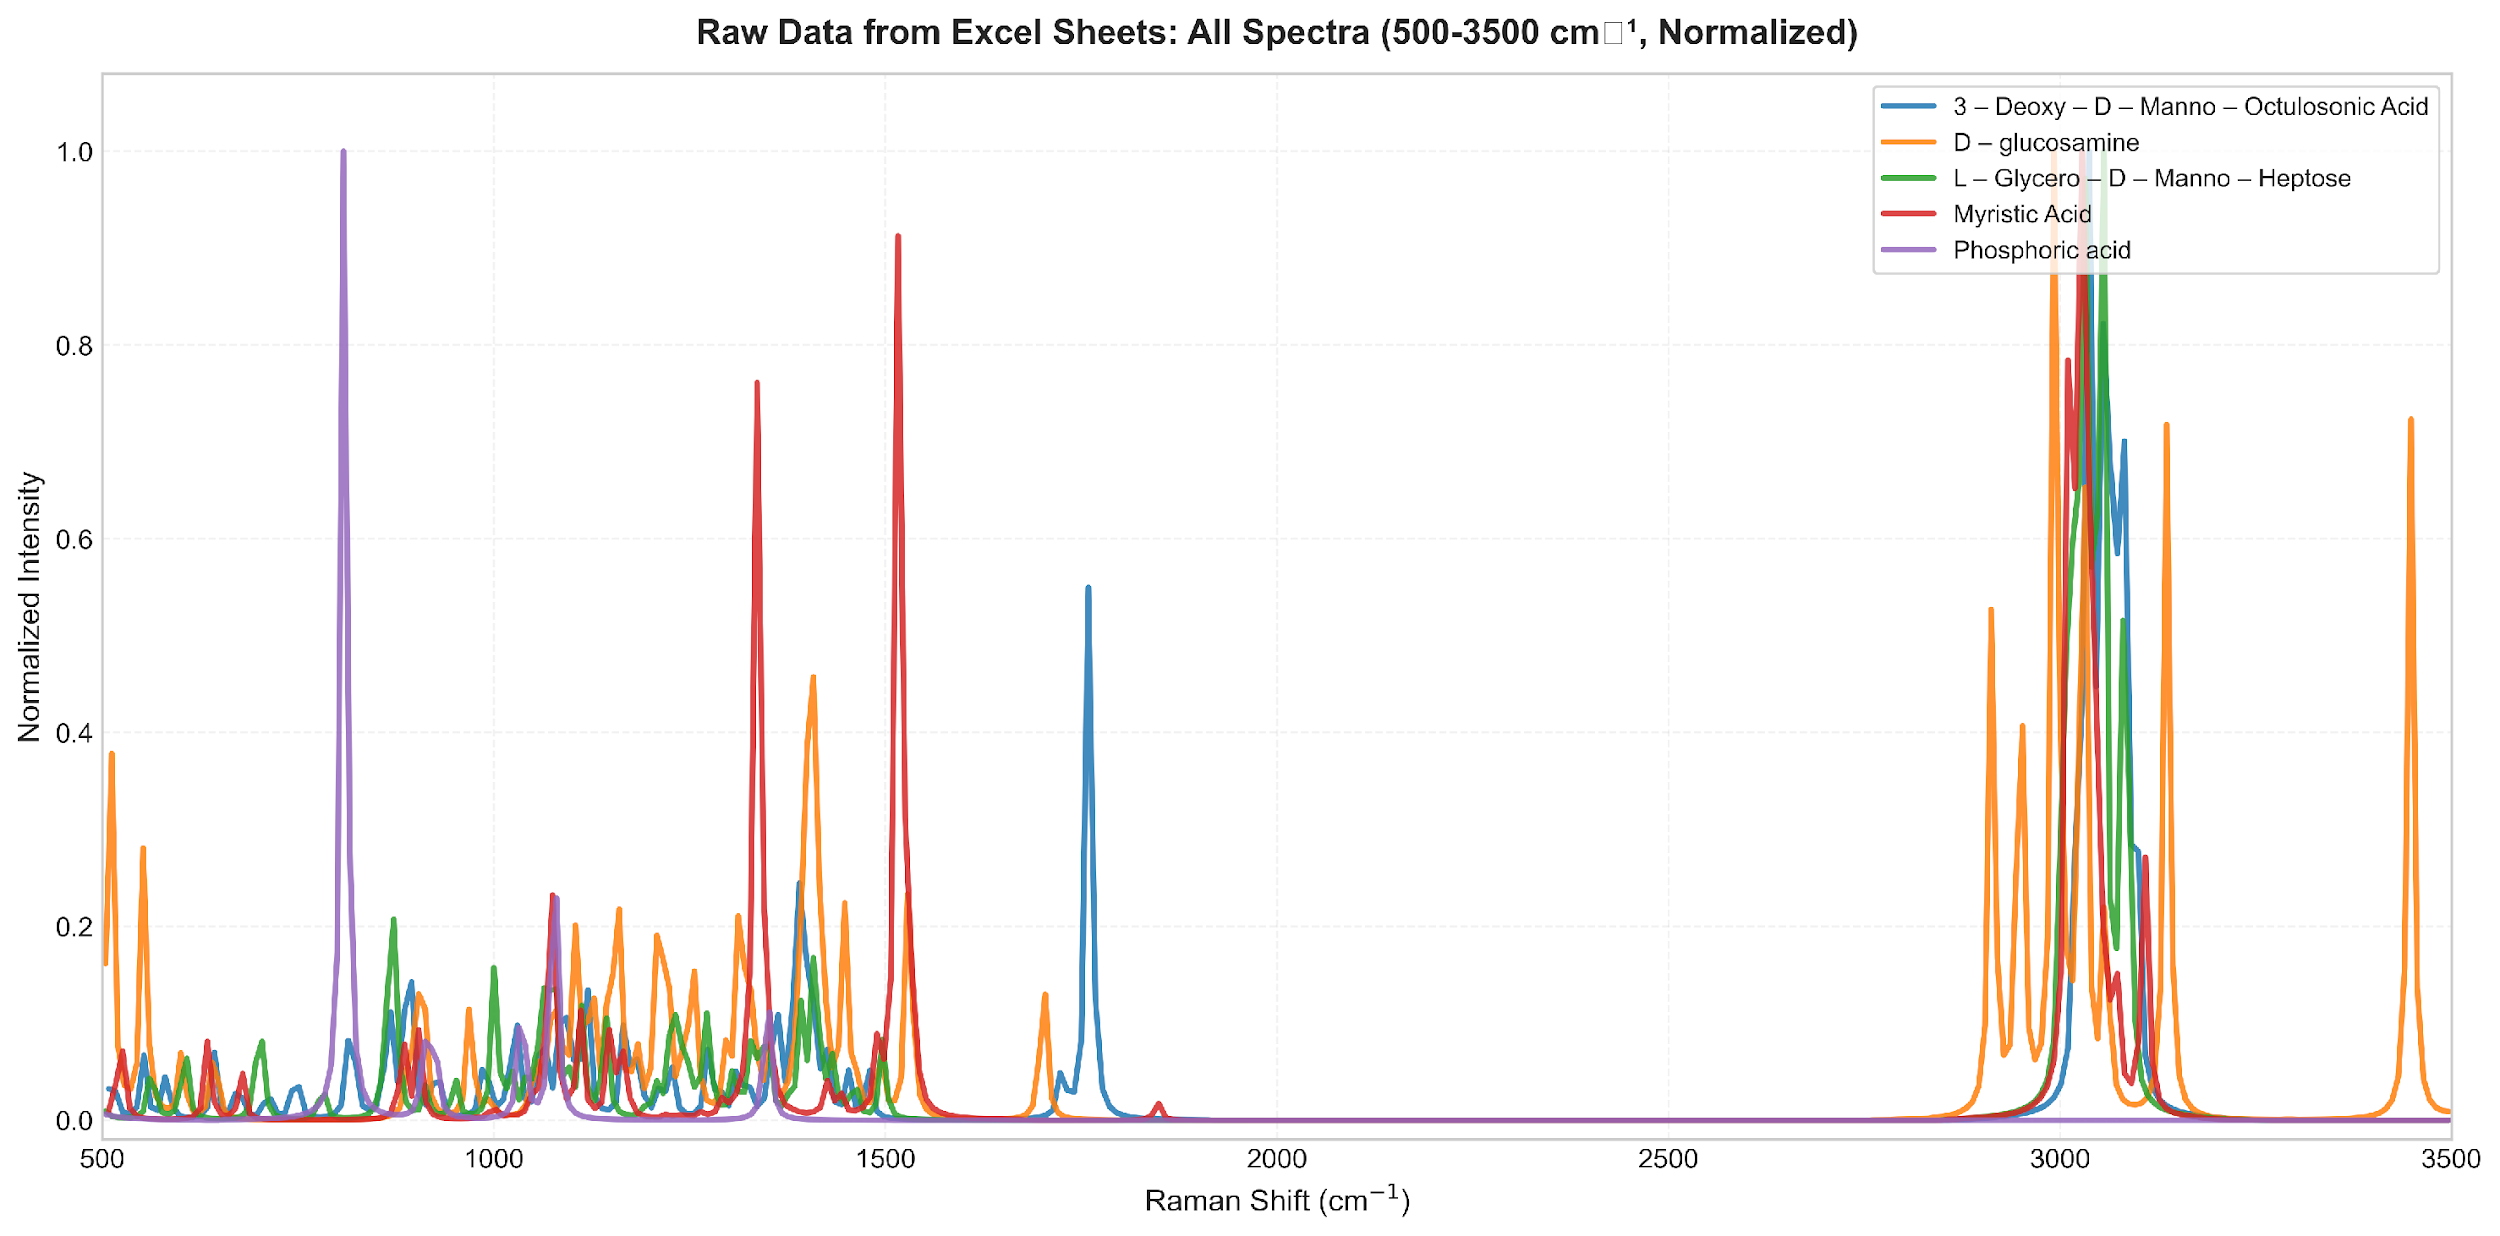 Raw Data from Excel Sheets: All Spectra (500-3500 cm□¹, Normalized)
3 – Deoxy – D – Manno – Octulosonic Acid
D – glucosamine
L – Glycero – D – Manno – Heptose
Myristic Acid
Phosphoric acid
Normalized Intensity
1.0
0.8
0.6
0.4
0.2
0.0
500 1000 1500 2000 2500 3000 3500
Raman Shift (cm⁻¹)